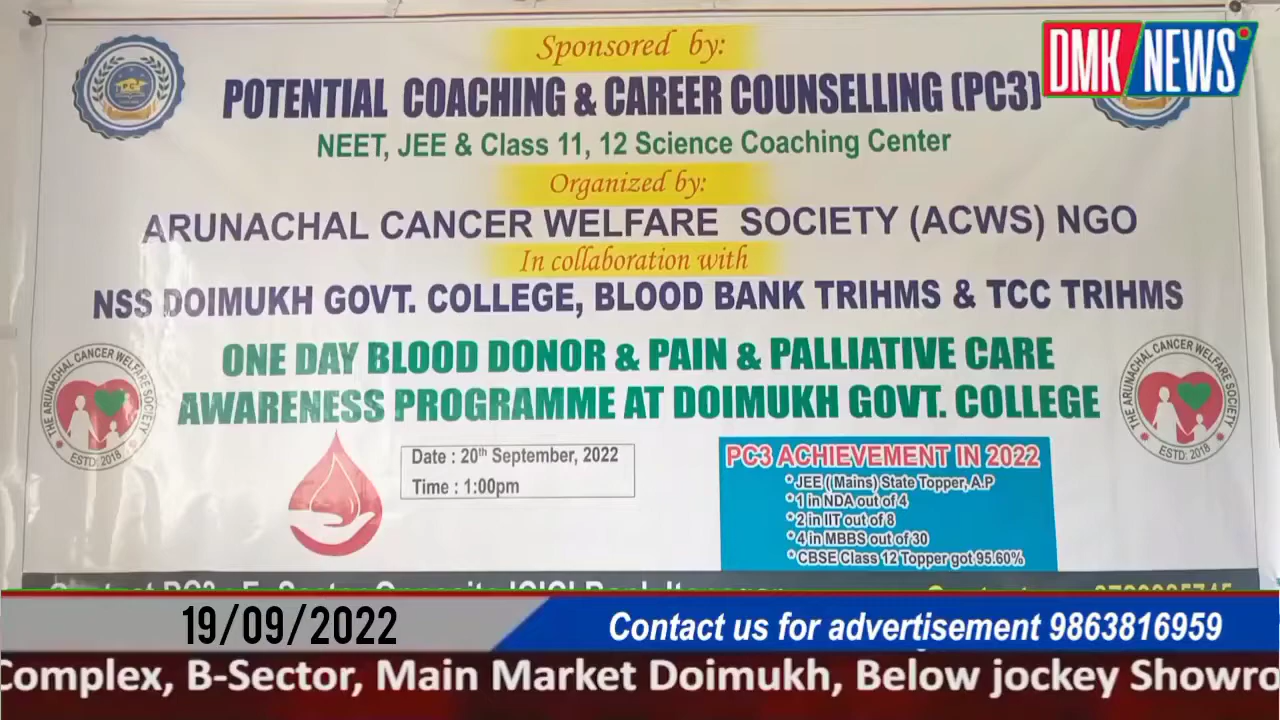 Sponsored by:
DMK NEWS
POTENTIAL COACHING & CAREER COUNSELLING (PC3)
NEET, JEE & Class 11, 12 Science Coaching Center
Organized by:
ARUNACHAL CANCER WELFARE SOCIETY (ACWS) NGO
In collaboration with
NSS DOIMUKH GOVT. COLLEGE, BLOOD BANK TRIHMS & TCC TRIHMS
ONE DAY BLOOD DONOR & PAIN & PALLIATIVE CARE
AWARENESS PROGRAMME AT DOIMUKH GOVT. COLLEGE
THE ARUNACHAL CANCER WELFARE SOCIETY
ESTD: 2018
THE ARUNACHAL CANCER WELFARE SOCIETY
ESTD: 2018
Date : 20th September, 2022
Time : 1:00pm
PC3 ACHIEVEMENT IN 2022
* JEE (Mains) State Topper, A.P
* 1 in NDA out of 4
* 2 in IIT out of 8
* 4 in MBBS out of 30
* CBSE Class 12 Topper got 95.60%
19/09/2022
Contact us for advertisement 9863816959
Complex, B-Sector, Main Market Doimukh, Below jockey Showro